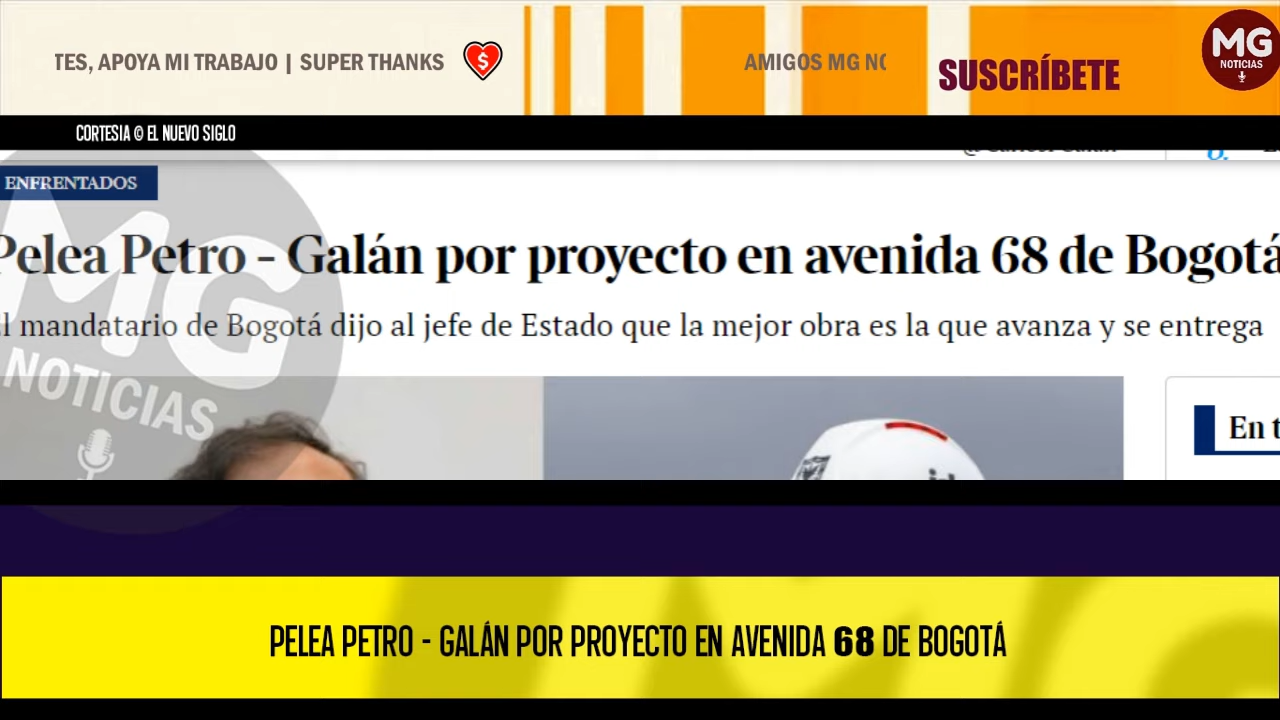 TES, APOYA MI TRABAJO | SUPER THANKS
$
AMIGOS MG NO
SUSCRÍBETE
MG
NOTICIAS
CORTESIA © EL NUEVO SIGLO
ENFRENTADOS
Pelea Petro - Galán por proyecto en avenida 68 de Bogotá
l mandatario de Bogotá dijo al jefe de Estado que la mejor obra es la que avanza y se entrega
MG
NOTICIAS
En t
PELEA PETRO - GALÁN POR PROYECTO EN AVENIDA 68 DE BOGOTÁ